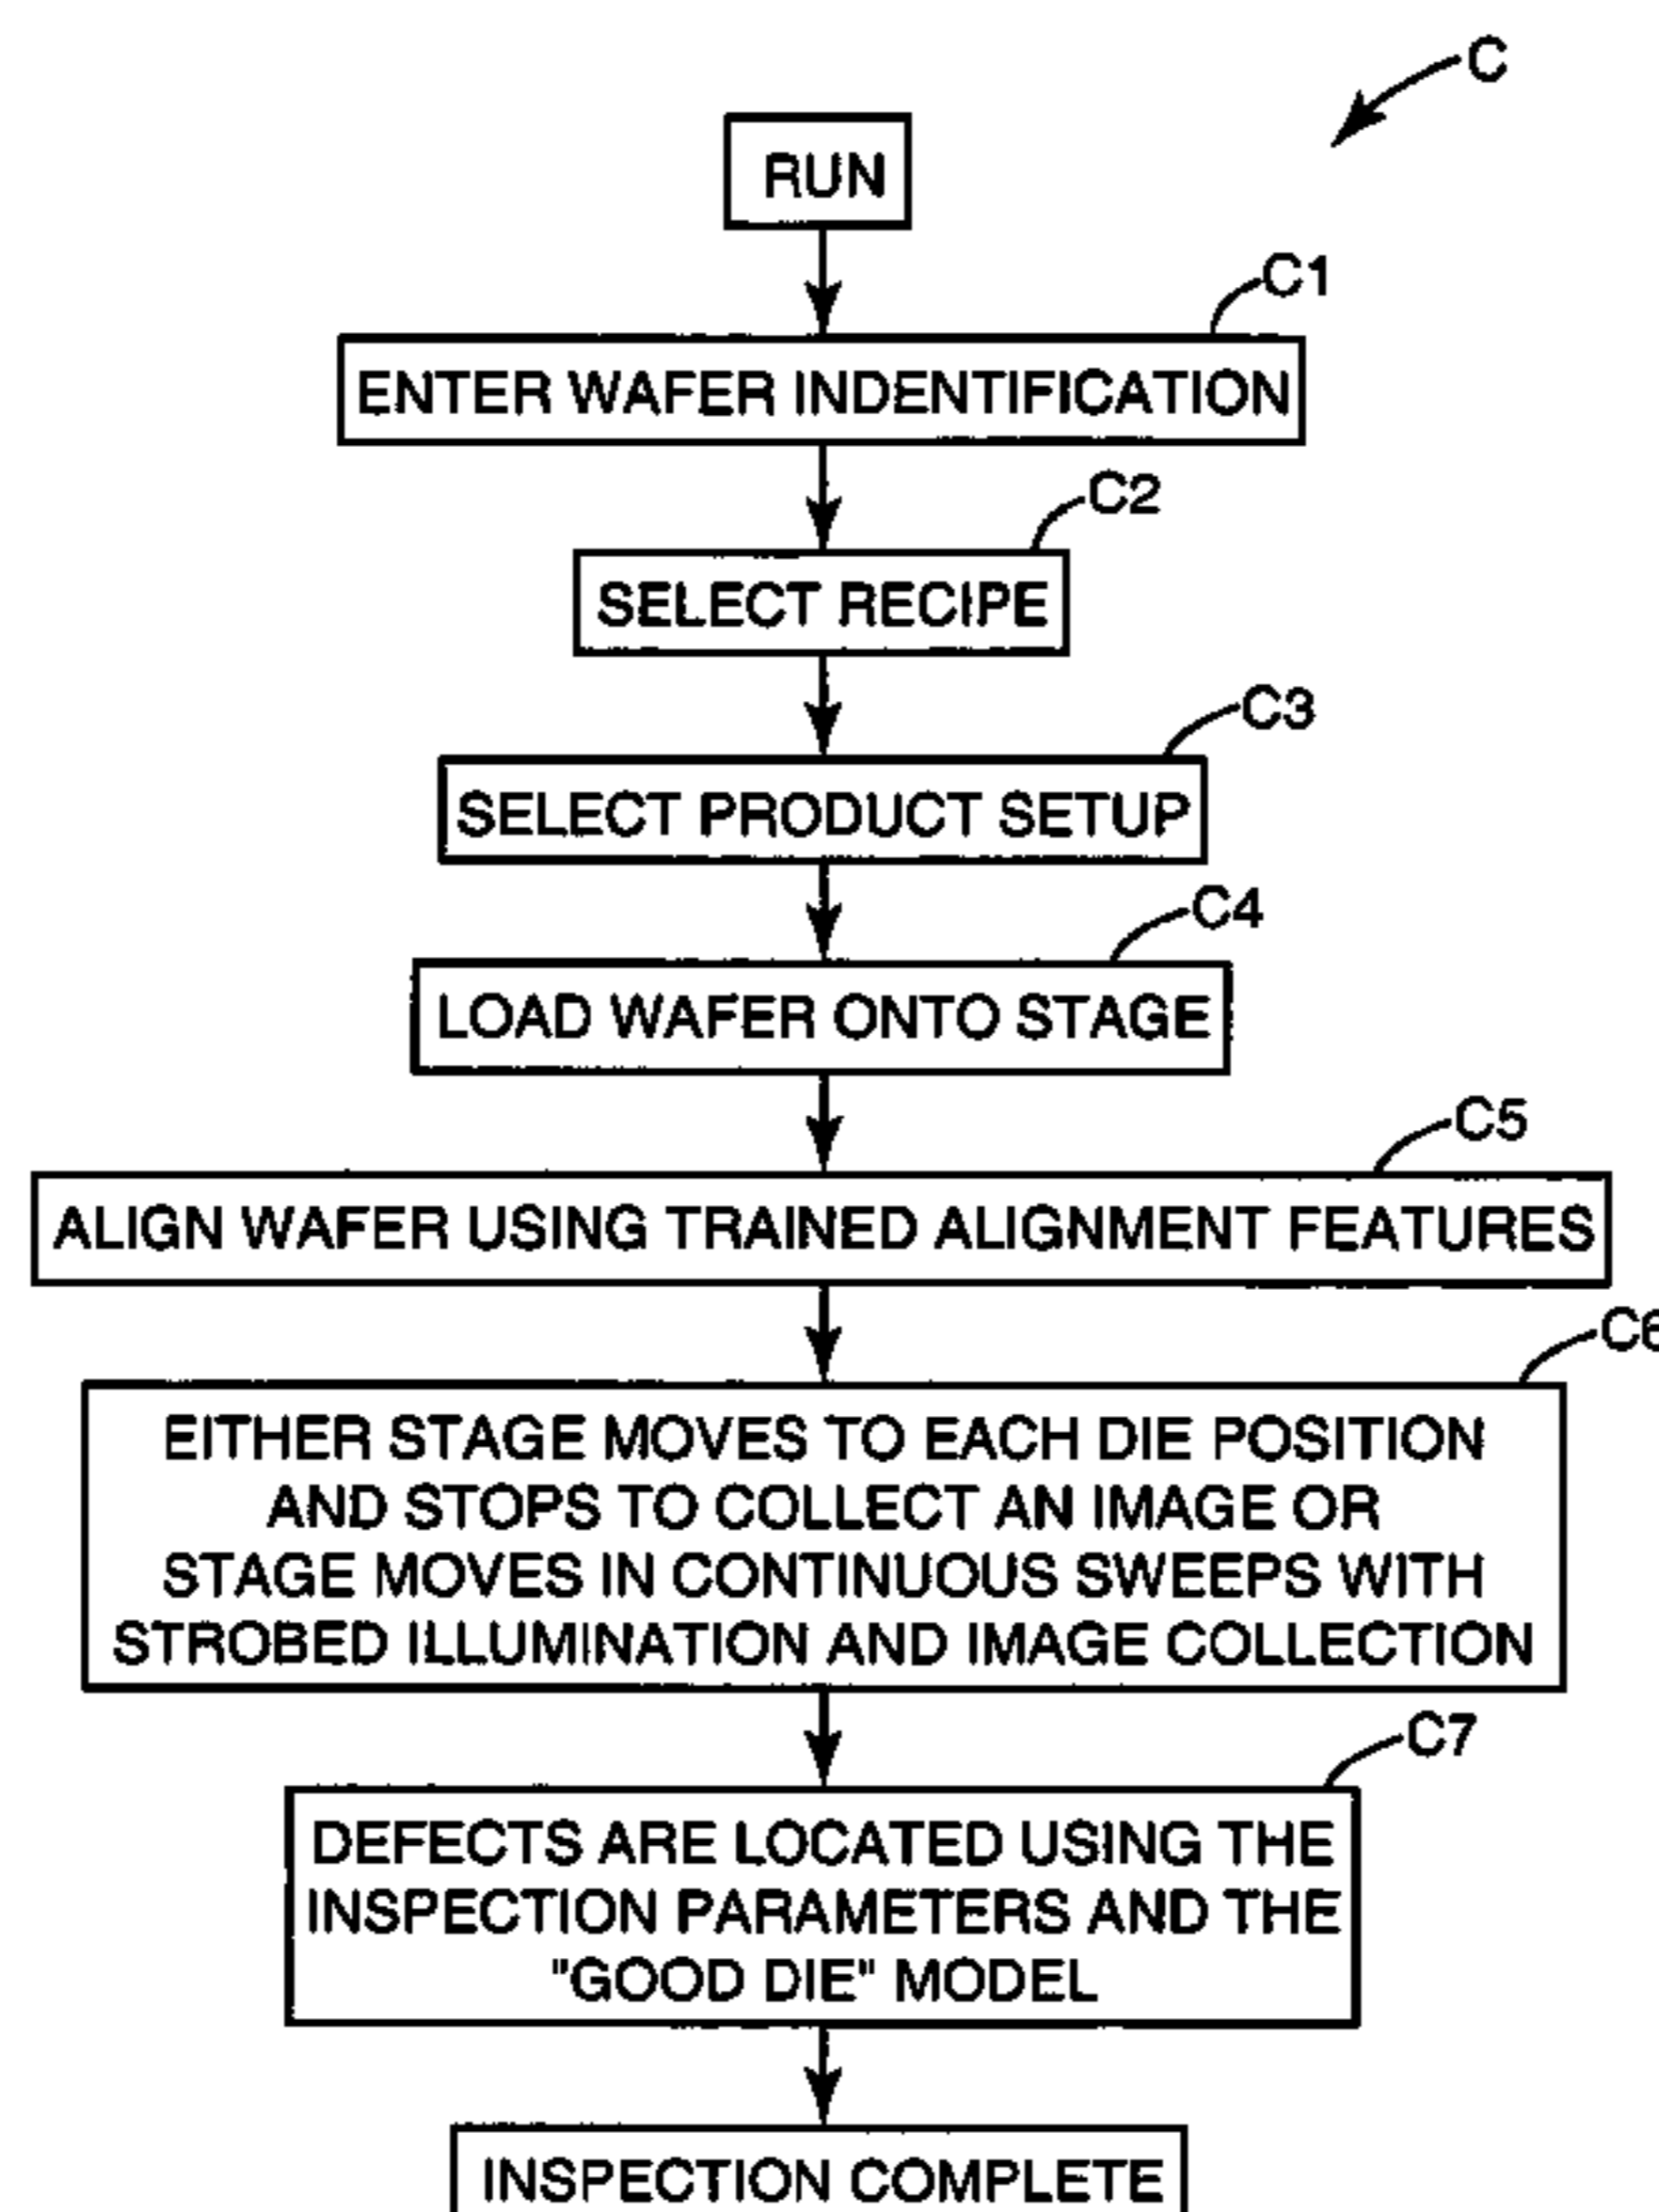 C
RUN
C1
ENTER WAFER INDENTIFICATION
C2
SELECT RECIPE
C3
SELECT PRODUCT SETUP
C4
LOAD WAFER ONTO STAGE
C5
ALIGN WAFER USING TRAINED ALIGNMENT FEATURES
C6
EITHER STAGE MOVES TO EACH DIE POSITION
AND STOPS TO COLLECT AN IMAGE OR
STAGE MOVES IN CONTINUOUS SWEEPS WITH
STROBED ILLUMINATION AND IMAGE COLLECTION
C7
DEFECTS ARE LOCATED USING THE
INSPECTION PARAMETERS AND THE
"GOOD DIE" MODEL
INSPECTION COMPLETE